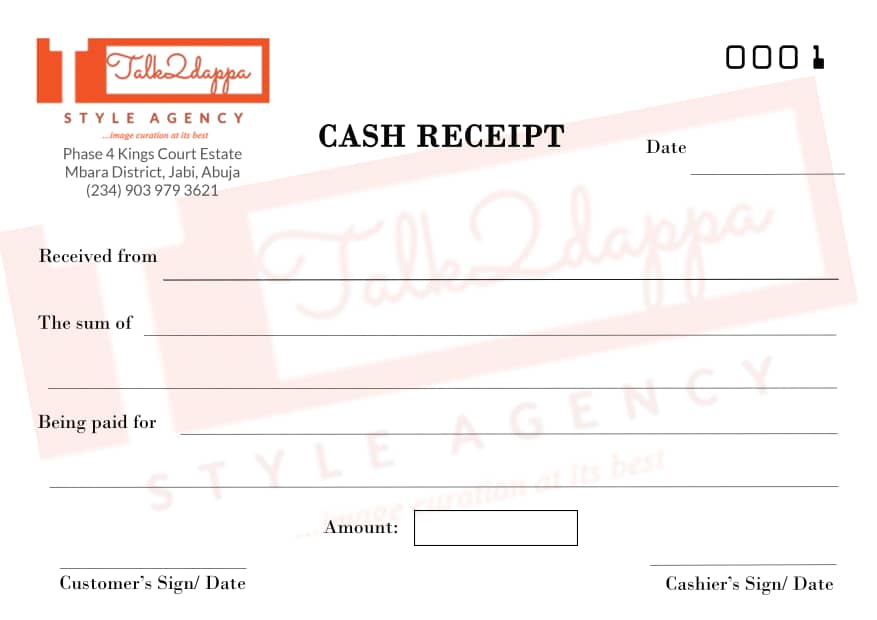 Talk2dappa
STYLE AGENCY
...image curation at its best
Phase 4 Kings Court Estate
Mbara District, Jabi, Abuja
(234) 903 979 3621
0001
CASH RECEIPT
Date
Received from
The sum of
Being paid for
Amount:
Customer's Sign/ Date
Cashier's Sign/ Date
Talk2dappa
STYLE AGENCY
...image curation at its best